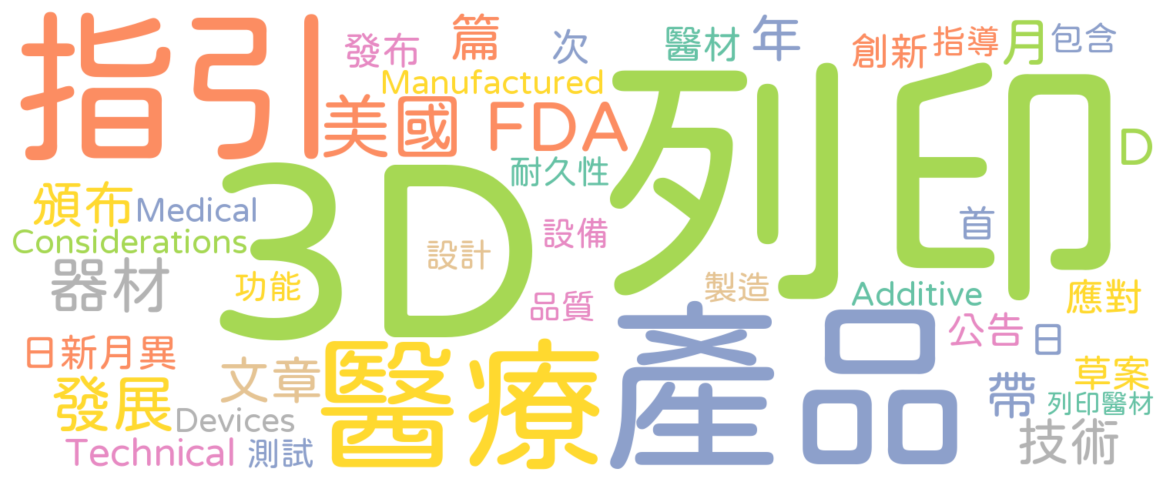 指引
發布
篇
次
醫材
年
創新
指導
月
包含
Manufactured
美國 FDA
列印
D
耐久性
3D
頒布
Medical
首
設備
Considerations
設計
器材
功能
品質
製造
Additive
應對
產品
公告
日
日新月異
醫療
文章
草案
發展
帶
列印醫材
Devices
技術
Technical
測試